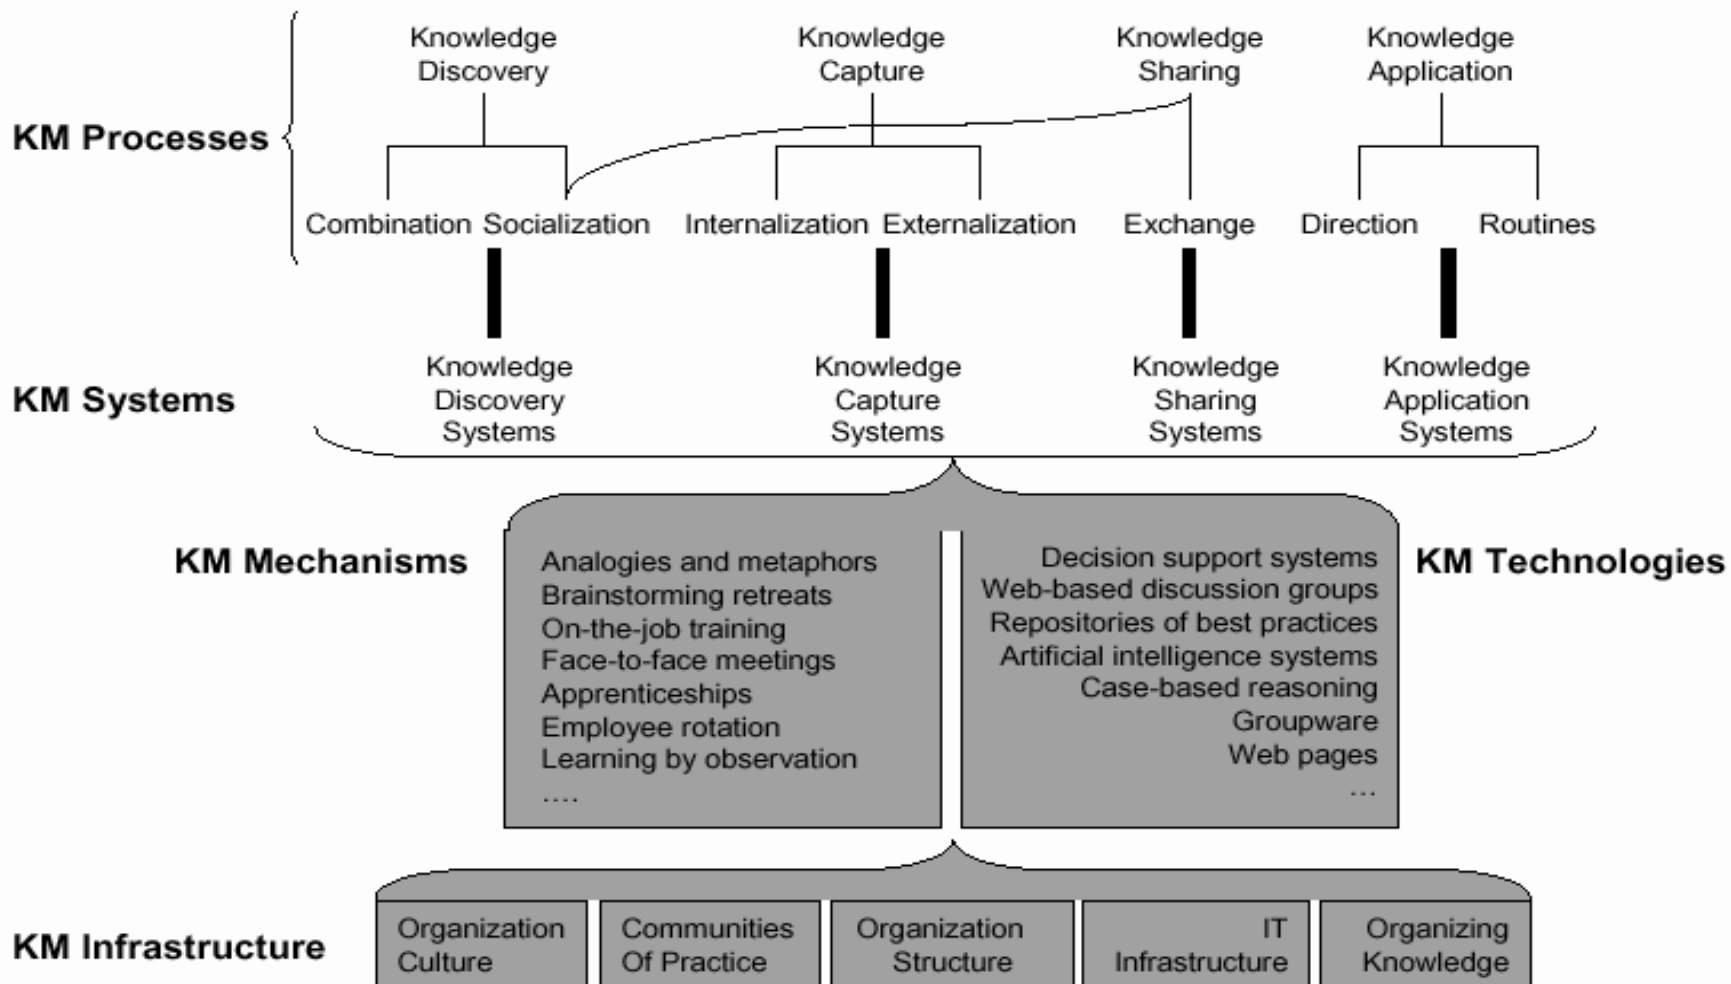 Knowledge
Discovery
Knowledge
Capture
Knowledge
Sharing
Knowledge
Application
KM Processes
Combination
Socialization
Internalization
Externalization
Exchange
Direction
Routines
KM Systems
Knowledge
Discovery
Systems
Knowledge
Capture
Systems
Knowledge
Sharing
Systems
Knowledge
Application
Systems
KM Mechanisms
Analogies and metaphors
Brainstorming retreats
On-the-job training
Face-to-face meetings
Apprenticeships
Employee rotation
Learning by observation
....
Decision support systems
Web-based discussion groups
Repositories of best practices
Artificial intelligence systems
Case-based reasoning
Groupware
Web pages
...
KM Technologies
KM Infrastructure
Organization
Culture
Communities
Of Practice
Organization
Structure
IT
Infrastructure
Organizing
Knowledge